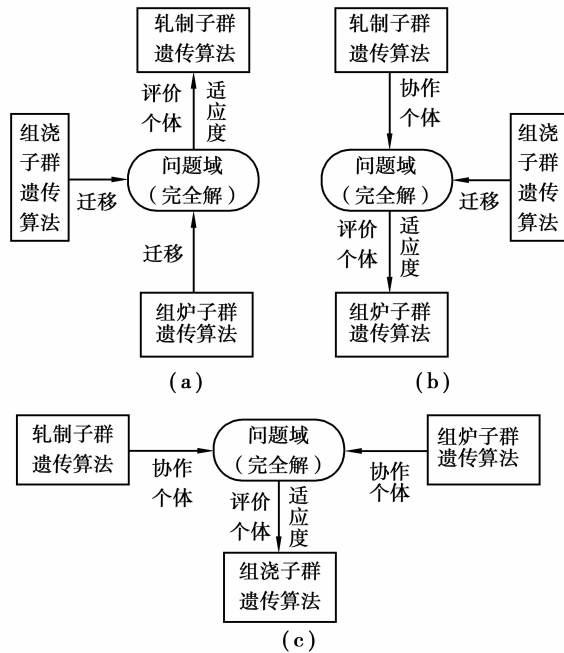 轧制子群
遗传算法
评价
个体
适应度
组浇
子群
遗传
算法
迁移
问题域
（完全解）
迁移
组炉子群
遗传算法
(a)
轧制子群
遗传算法
协作
个体
问题域
（完全解）
迁移
组浇
子群
遗传
算法
评价
个体
适应度
组炉子群
遗传算法
(b)
轧制子群
遗传算法
协作
个体
问题域
（完全解）
组炉子群
遗传算法
协作
个体
评价
个体
适应度
组浇子群
遗传算法
(c)